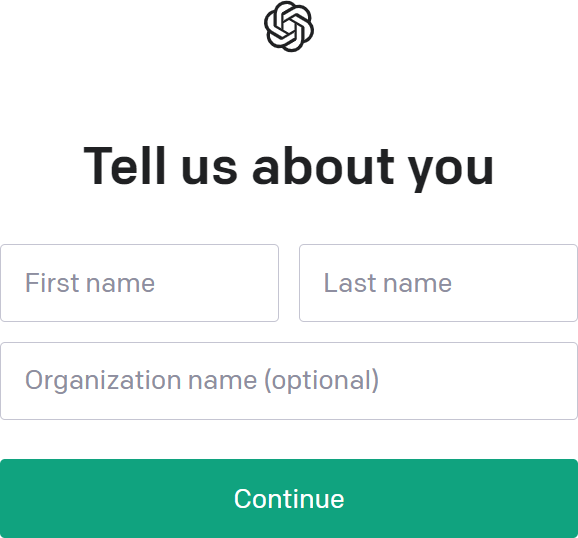 Tell us about you
First name
Last name
Organization name (optional)
Continue